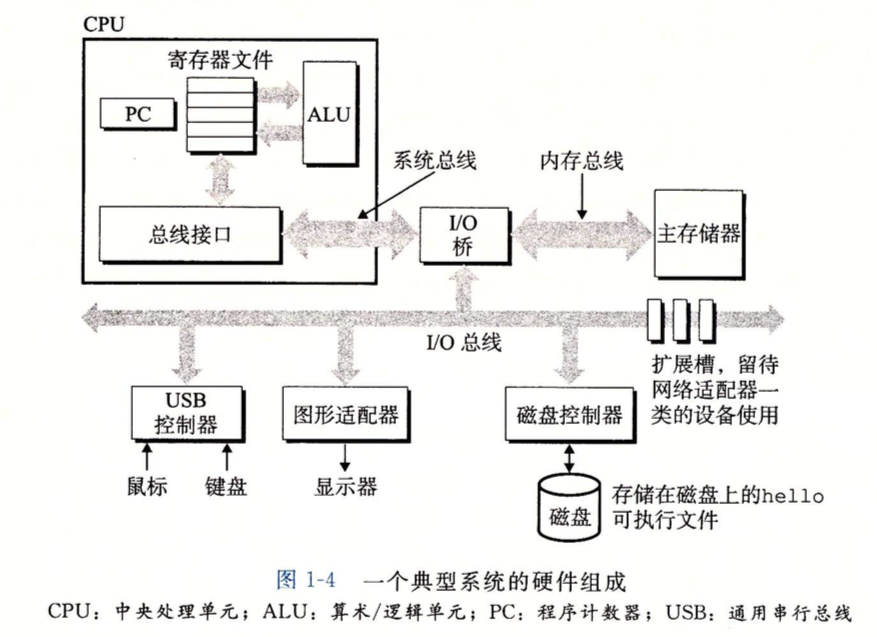 CPU
寄存器文件
PC
ALU
系统总线
内存总线
总线接口
I/O
桥
主存储器
I/O 总线
扩展槽，留待
网络适配器一
类的设备使用
USB
控制器
图形适配器
磁盘控制器
鼠标
键盘
显示器
磁盘
存储在磁盘上的hello
可执行文件
图 1-4 一个典型系统的硬件组成
CPU：中央处理单元；ALU：算术/逻辑单元；PC：程序计数器；USB：通用串行总线